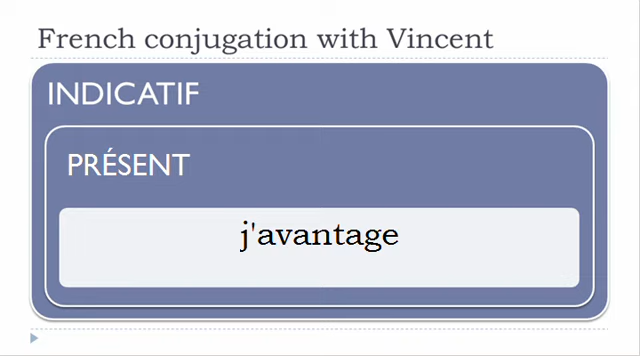 French conjugation with Vincent
INDICATIF
PRÉSENT
j'avantage